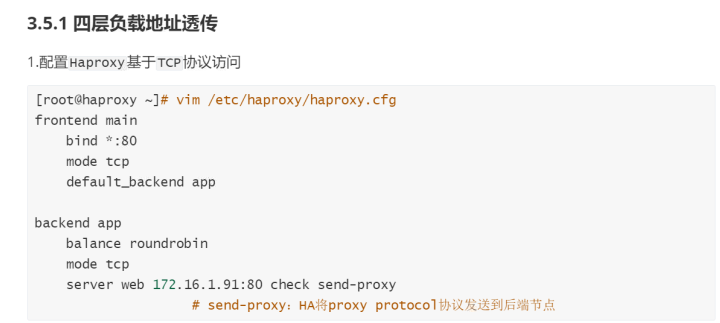 3.5.1 四层负载地址透传
1.配置Haproxy基于TCP协议访问
[root@haproxy ~]# vim /etc/haproxy/haproxy.cfg
frontend main
    bind *:80
    mode tcp
    default_backend app

backend app
    balance roundrobin
    mode tcp
    server web 172.16.1.91:80 check send-proxy
                    # send-proxy：HA将proxy protocol协议发送到后端节点